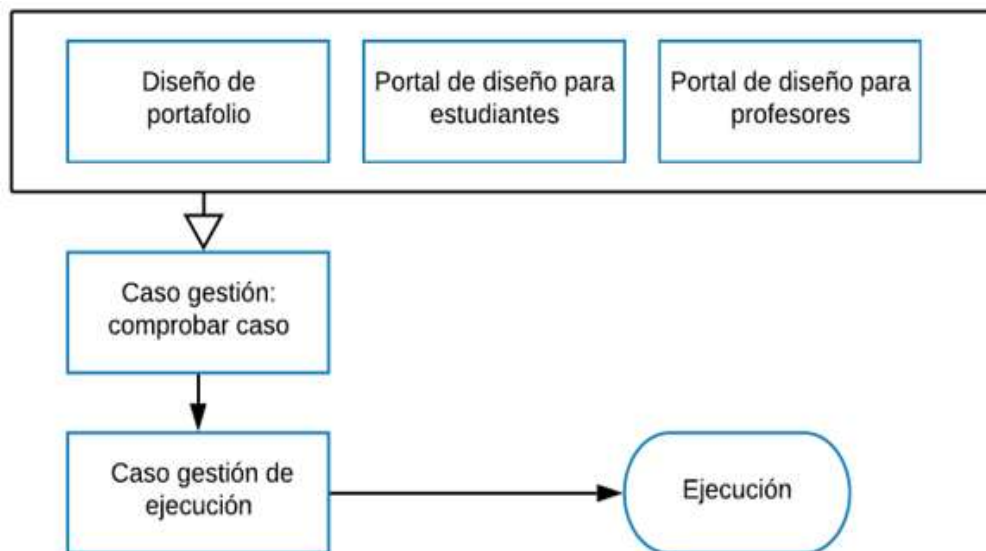 Diseño de
portafolio
Portal de diseño para
estudiantes
Portal de diseño para
profesores
Caso gestión:
comprobar caso
Caso gestión de
ejecución
Ejecución